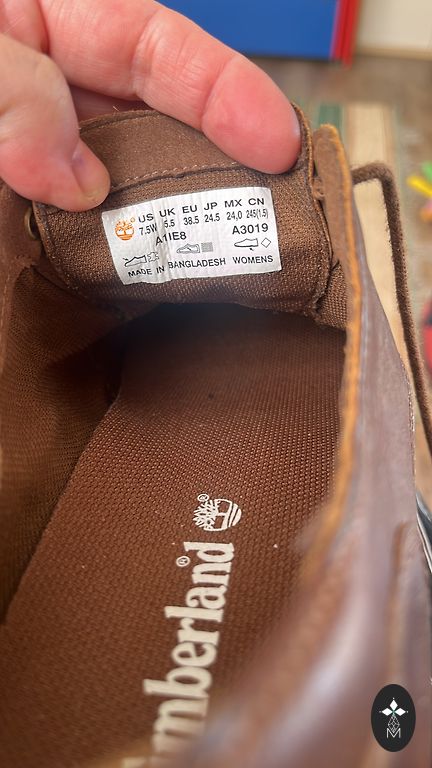 US UK EU JP MX CN
7.5W 5.5 38.5 24.5 24,0 245(1.5)
A1IE8 A3019
MADE IN BANGLADESH WOMENS
®
mberland®
M